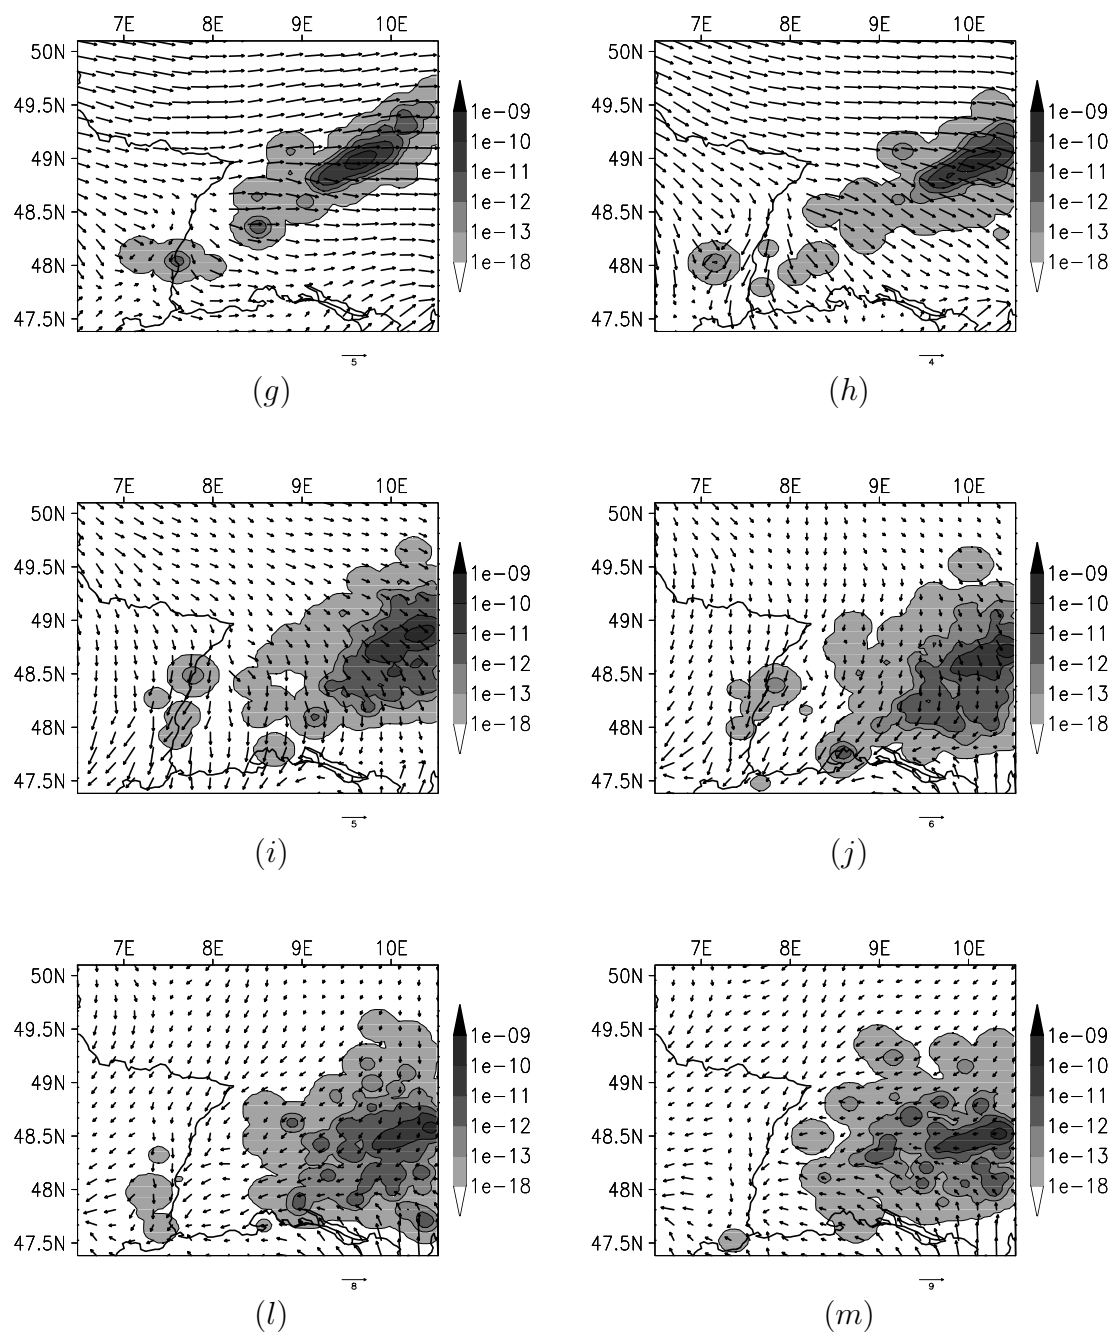 7E 8E 9E 10E 7E 8E 9E 10E
50N 50N
49.5N 1e-09 49.5N 1e-09
1e-10 1e-10
49N 49N
1e-11 1e-11
48.5N 1e-12 48.5N 1e-12
1e-13 1e-13
48N 1e-18 48N 1e-18
47.5N 47.5N
5 4
(g) (h)
7E 8E 9E 10E 7E 8E 9E 10E
50N 50N
49.5N 1e-09 49.5N 1e-09
1e-10 1e-10
49N 49N
1e-11 1e-11
48.5N 1e-12 48.5N 1e-12
1e-13 1e-13
48N 1e-18 48N 1e-18
47.5N 47.5N
5 6
(i) (j)
7E 8E 9E 10E 7E 8E 9E 10E
50N 50N
49.5N 1e-09 49.5N 1e-09
1e-10 1e-10
49N 49N
1e-11 1e-11
48.5N 1e-12 48.5N 1e-12
1e-13 1e-13
48N 1e-18 48N 1e-18
47.5N 47.5N
8 9
(l) (m)